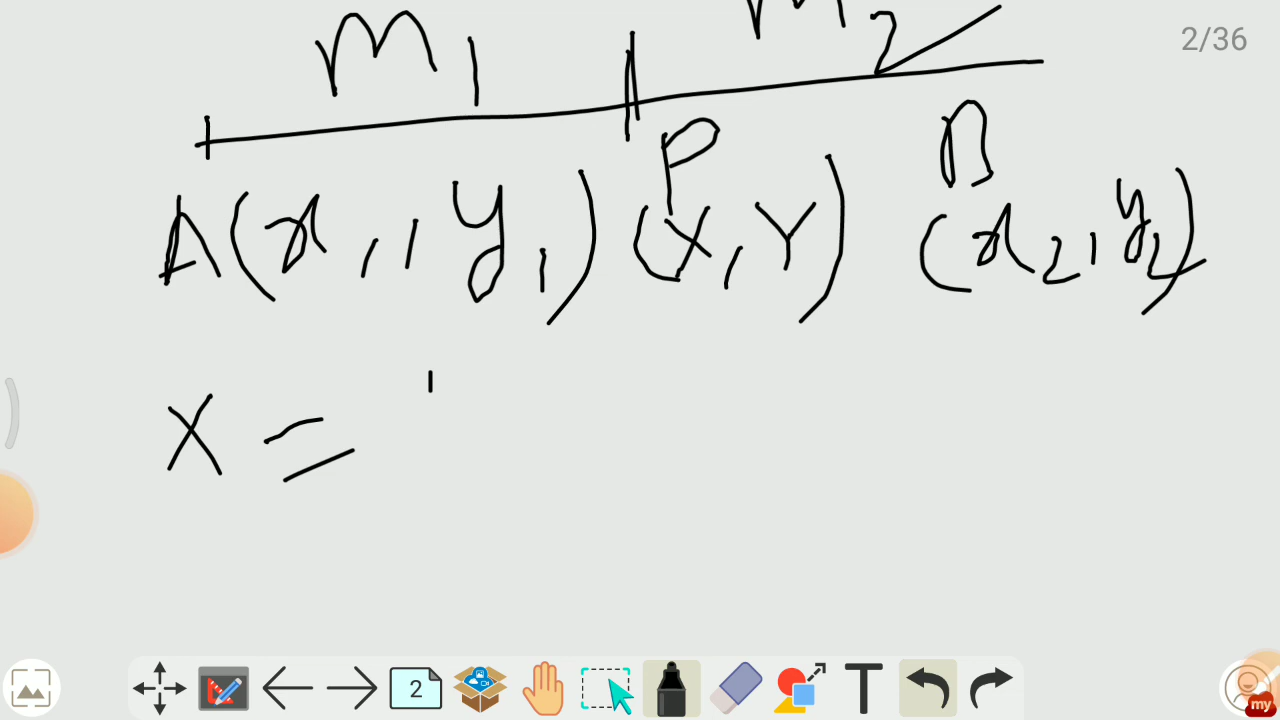 2/36
m1 m2
P B
A(x1, y1) (X, Y) (x2, y2)
X =
2 T
my